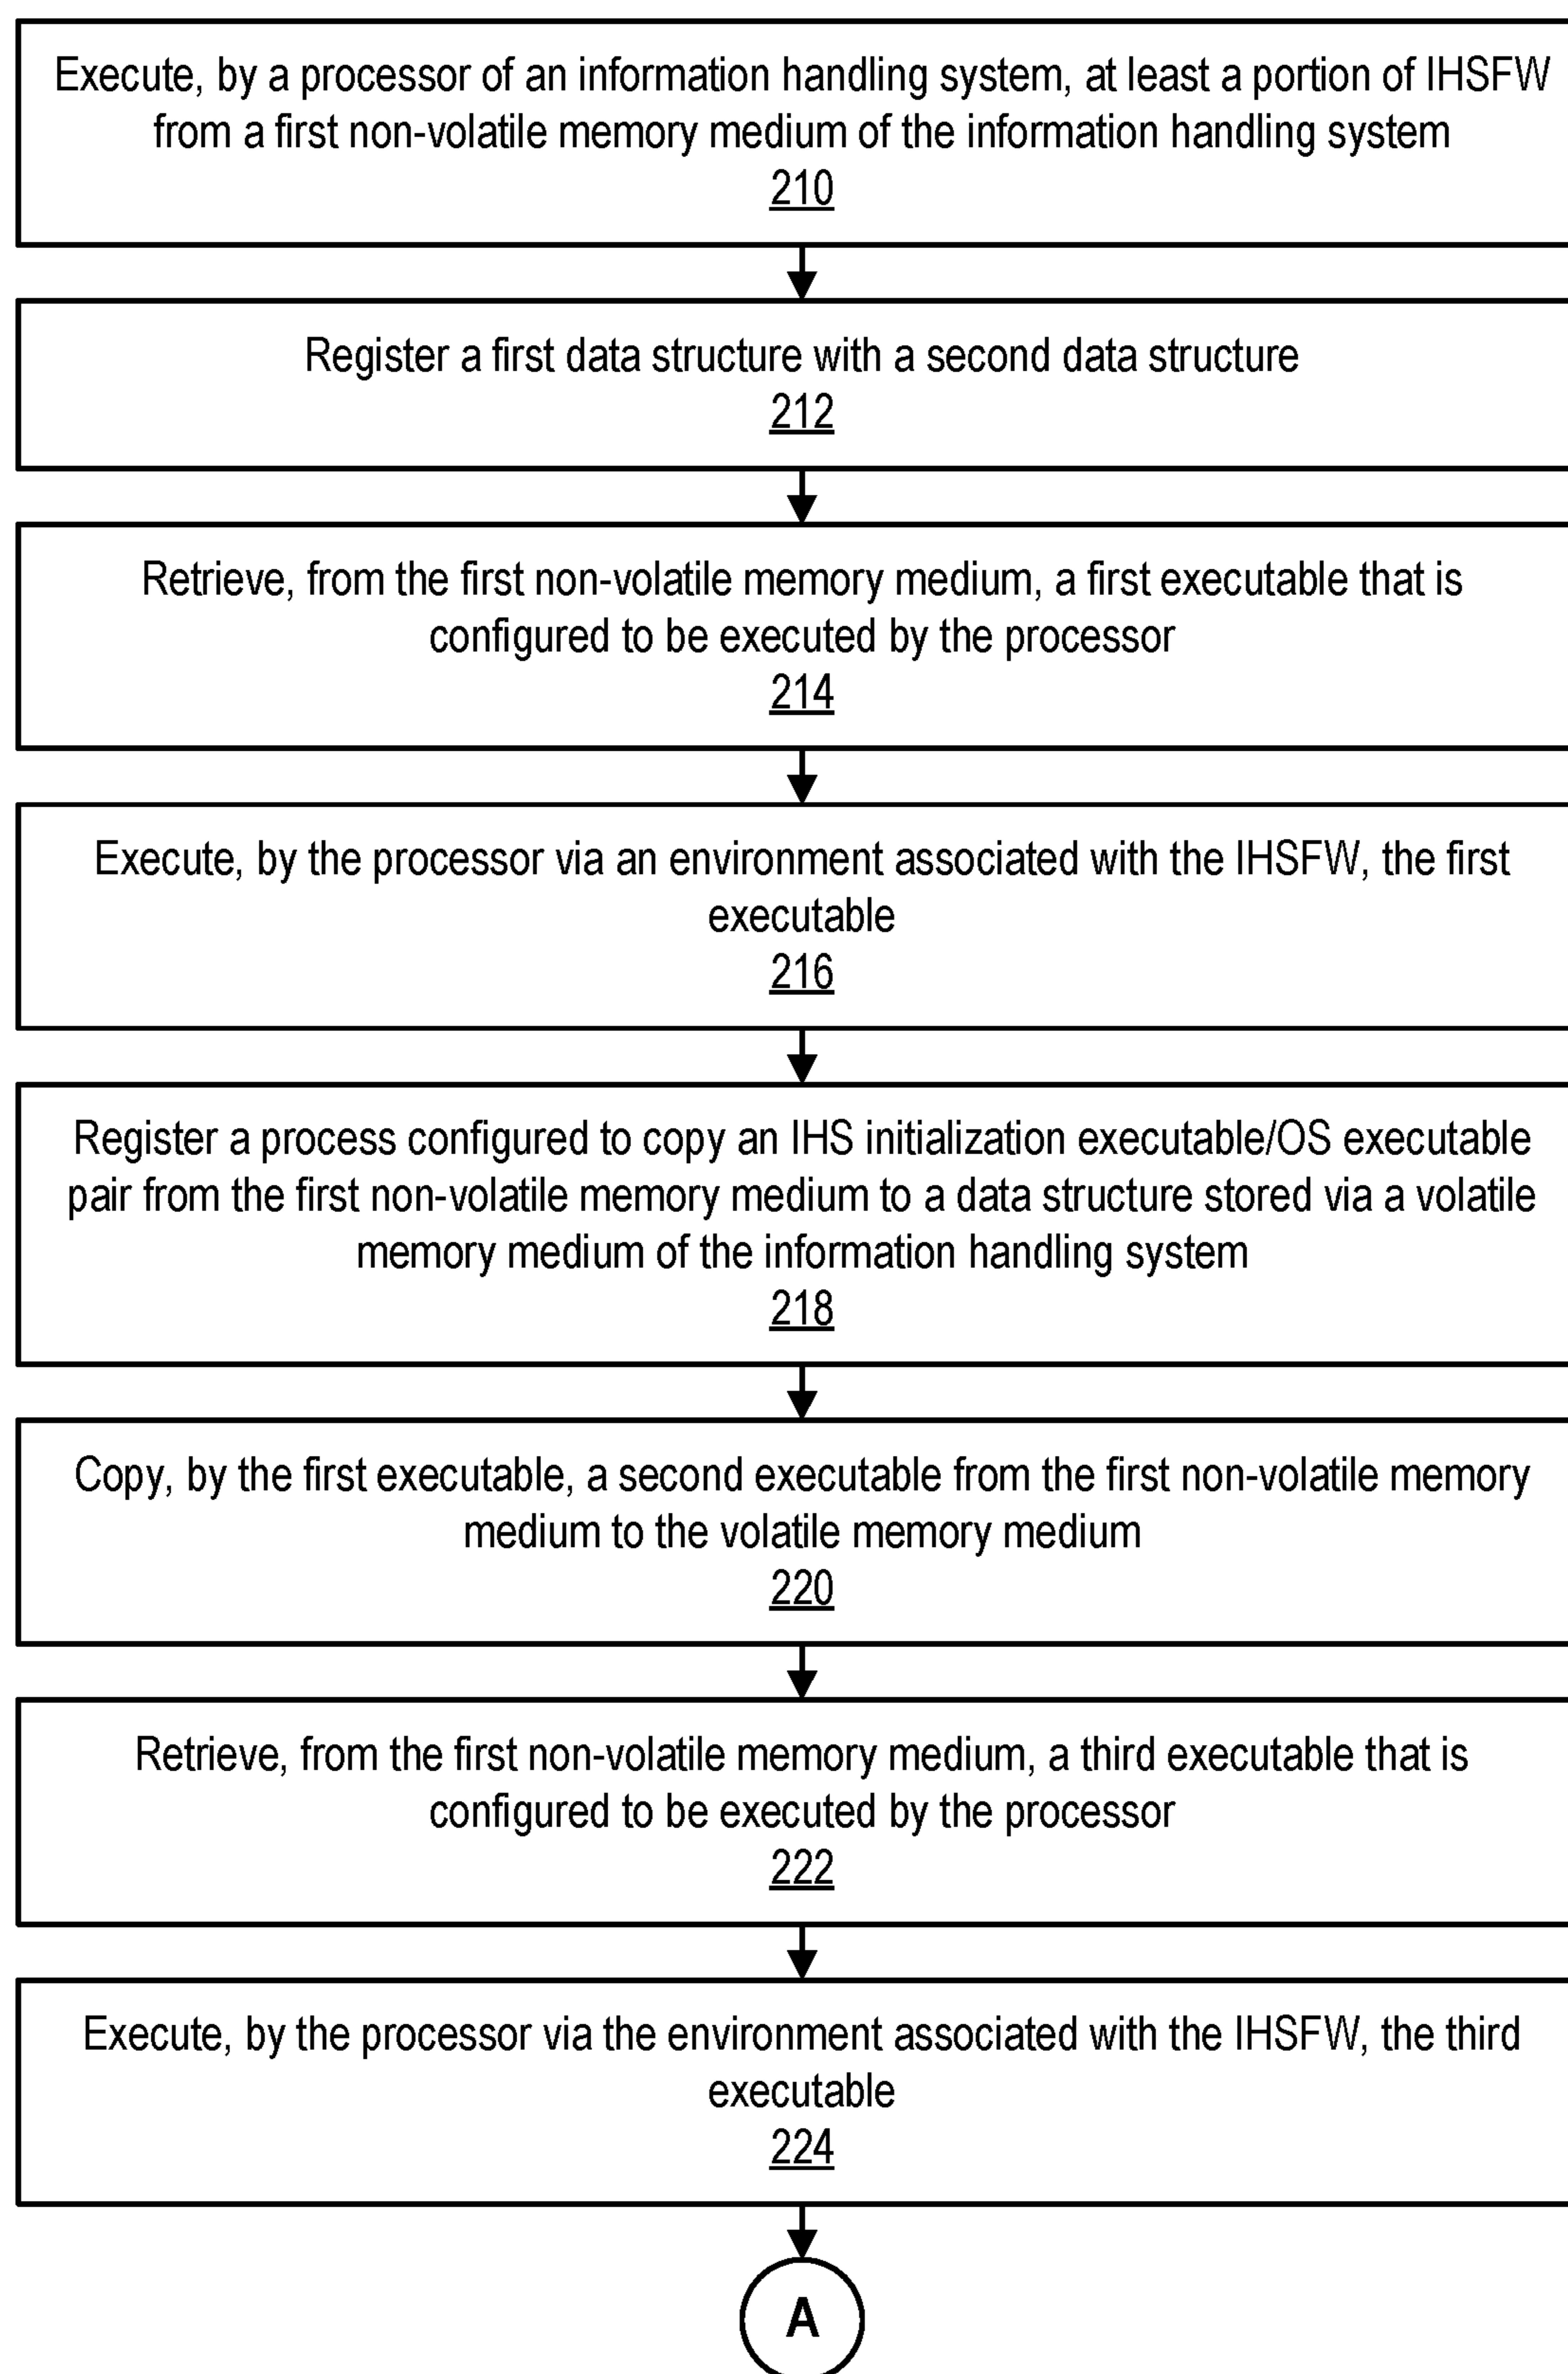 Execute, by a processor of an information handling system, at least a portion of IHSFW
from a first non-volatile memory medium of the information handling system
210
Register a first data structure with a second data structure
212
Retrieve, from the first non-volatile memory medium, a first executable that is
configured to be executed by the processor
214
Execute, by the processor via an environment associated with the IHSFW, the first
executable
216
Register a process configured to copy an IHS initialization executable/OS executable
pair from the first non-volatile memory medium to a data structure stored via a volatile
memory medium of the information handling system
218
Copy, by the first executable, a second executable from the first non-volatile memory
medium to the volatile memory medium
220
Retrieve, from the first non-volatile memory medium, a third executable that is
configured to be executed by the processor
222
Execute, by the processor via the environment associated with the IHSFW, the third
executable
224
A